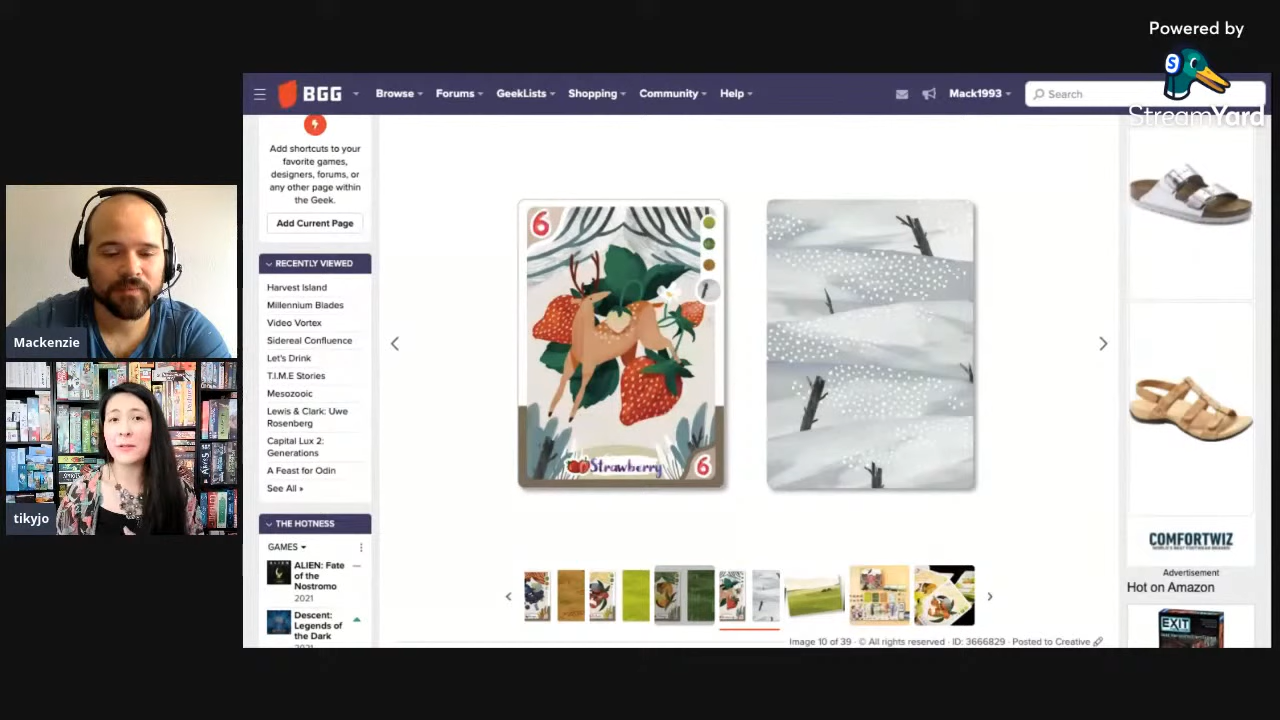 Powered by
StreamYard
BGG
Browse
Forums
GeekLists
Shopping
Community
Help
Mack1993
Search
Add shortcuts to your
favorite games,
designers, forums, or
any other page within
the Geek.
Add Current Page
RECENTLY VIEWED
Harvest Island
Millennium Blades
Video Vortex
Sidereal Confluence
Let's Drink
T.I.M.E Stories
Mesozooic
Lewis & Clark: Uwe
Rosenberg
Capital Lux 2:
Generations
A Feast for Odin
See All »
THE HOTNESS
GAMES
ALIEN: Fate
of the
Nostromo
2021
Descent:
Legends of
the Dark
2021
Mackenzie
tikyjo
6
Strawberry
6
Image 10 of 39 · © All rights reserved · ID: 3666829 · Posted to Creative
COMFORTWIZ
Advertisement
Hot on Amazon
EXIT